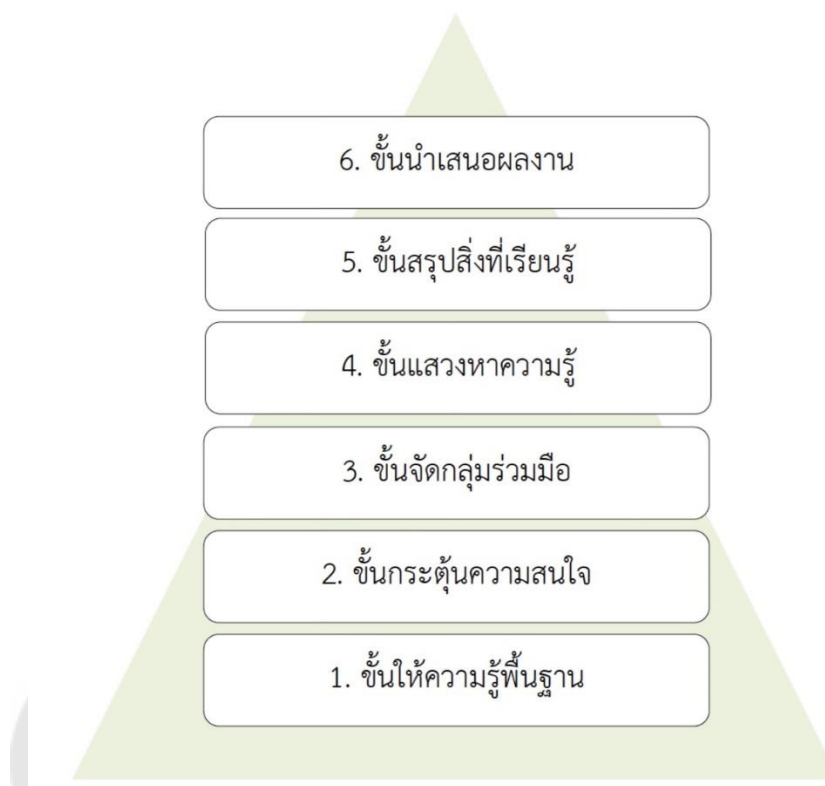 6. ขั้นนำเสนอผลงาน
5. ขั้นสรุปสิ่งที่เรียนรู้
4. ขั้นแสวงหาความรู้
3. ขั้นจัดกลุ่มร่วมมือ
2. ขั้นกระตุ้นความสนใจ
1. ขั้นให้ความรู้พื้นฐาน